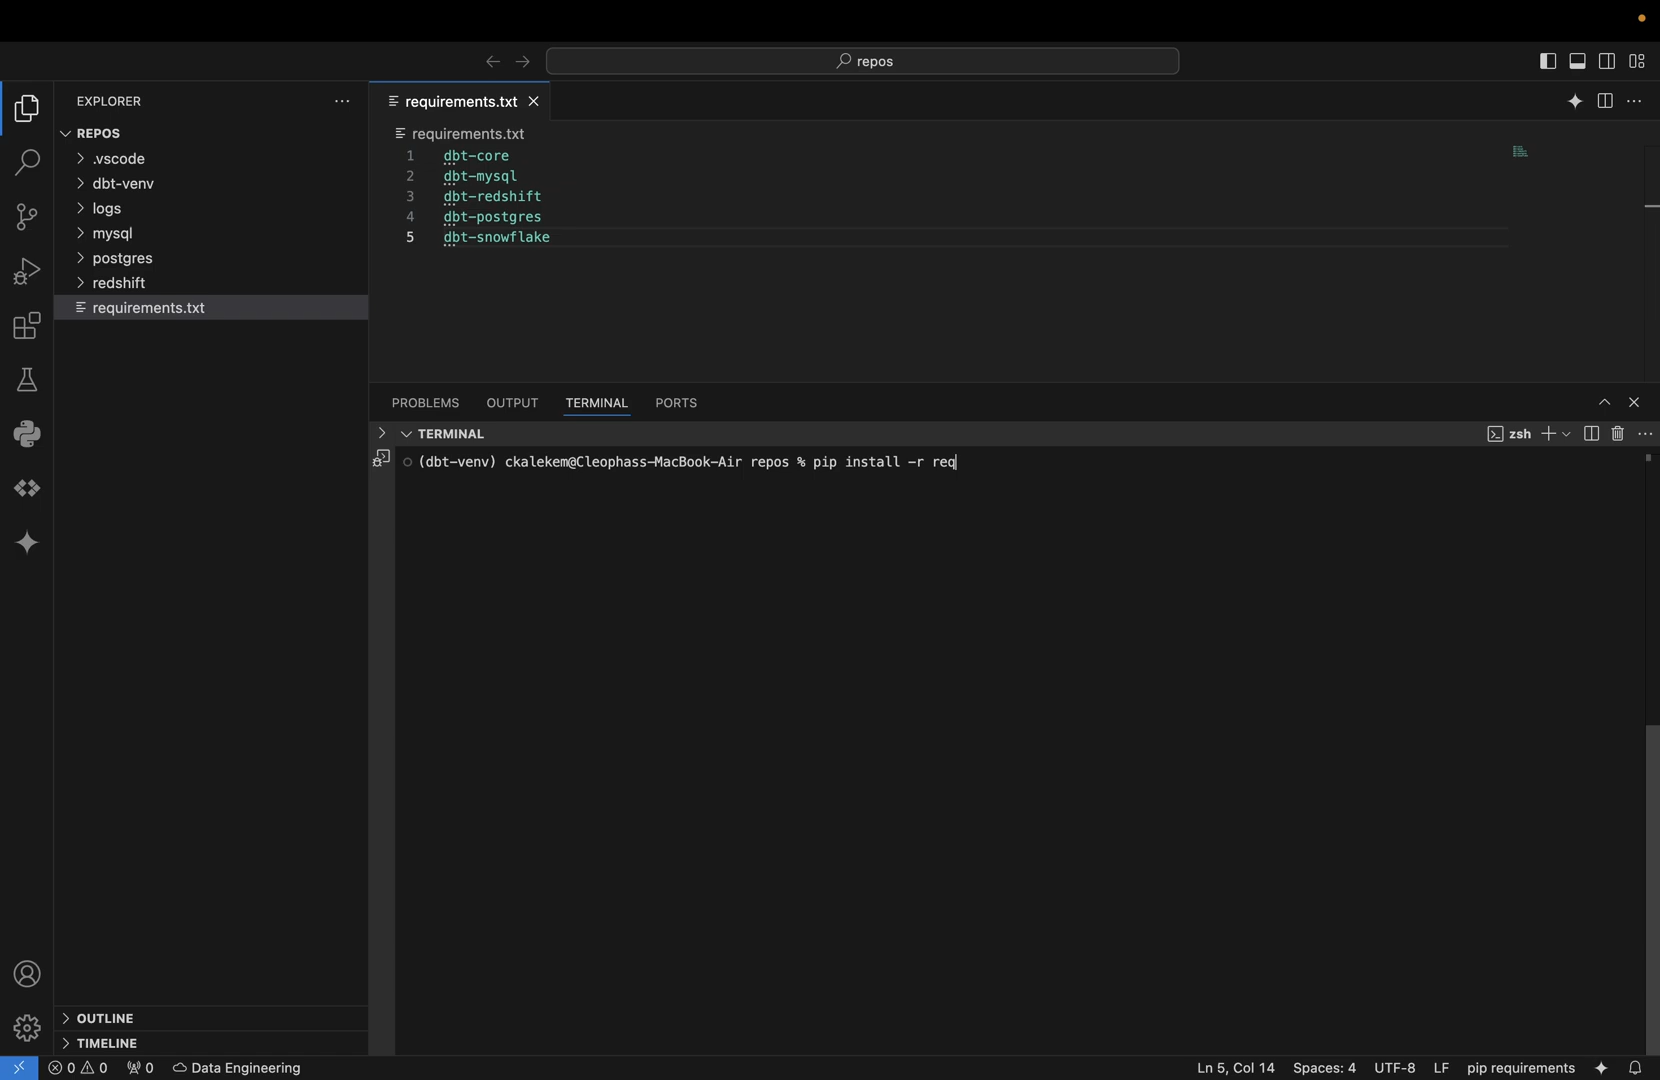 repos
EXPLORER
REPOS
.vscode
dbt-venv
logs
mysql
postgres
redshift
requirements.txt
OUTLINE
TIMELINE
requirements.txt
requirements.txt
1 dbt-core
2 dbt-mysql
3 dbt-redshift
4 dbt-postgres
5 dbt-snowflake
PROBLEMS OUTPUT TERMINAL PORTS
TERMINAL
zsh
(dbt-venv) ckalekem@Cleophass-MacBook-Air repos % pip install -r req
0 0 0 Data Engineering
Ln 5, Col 14 Spaces: 4 UTF-8 LF pip requirements